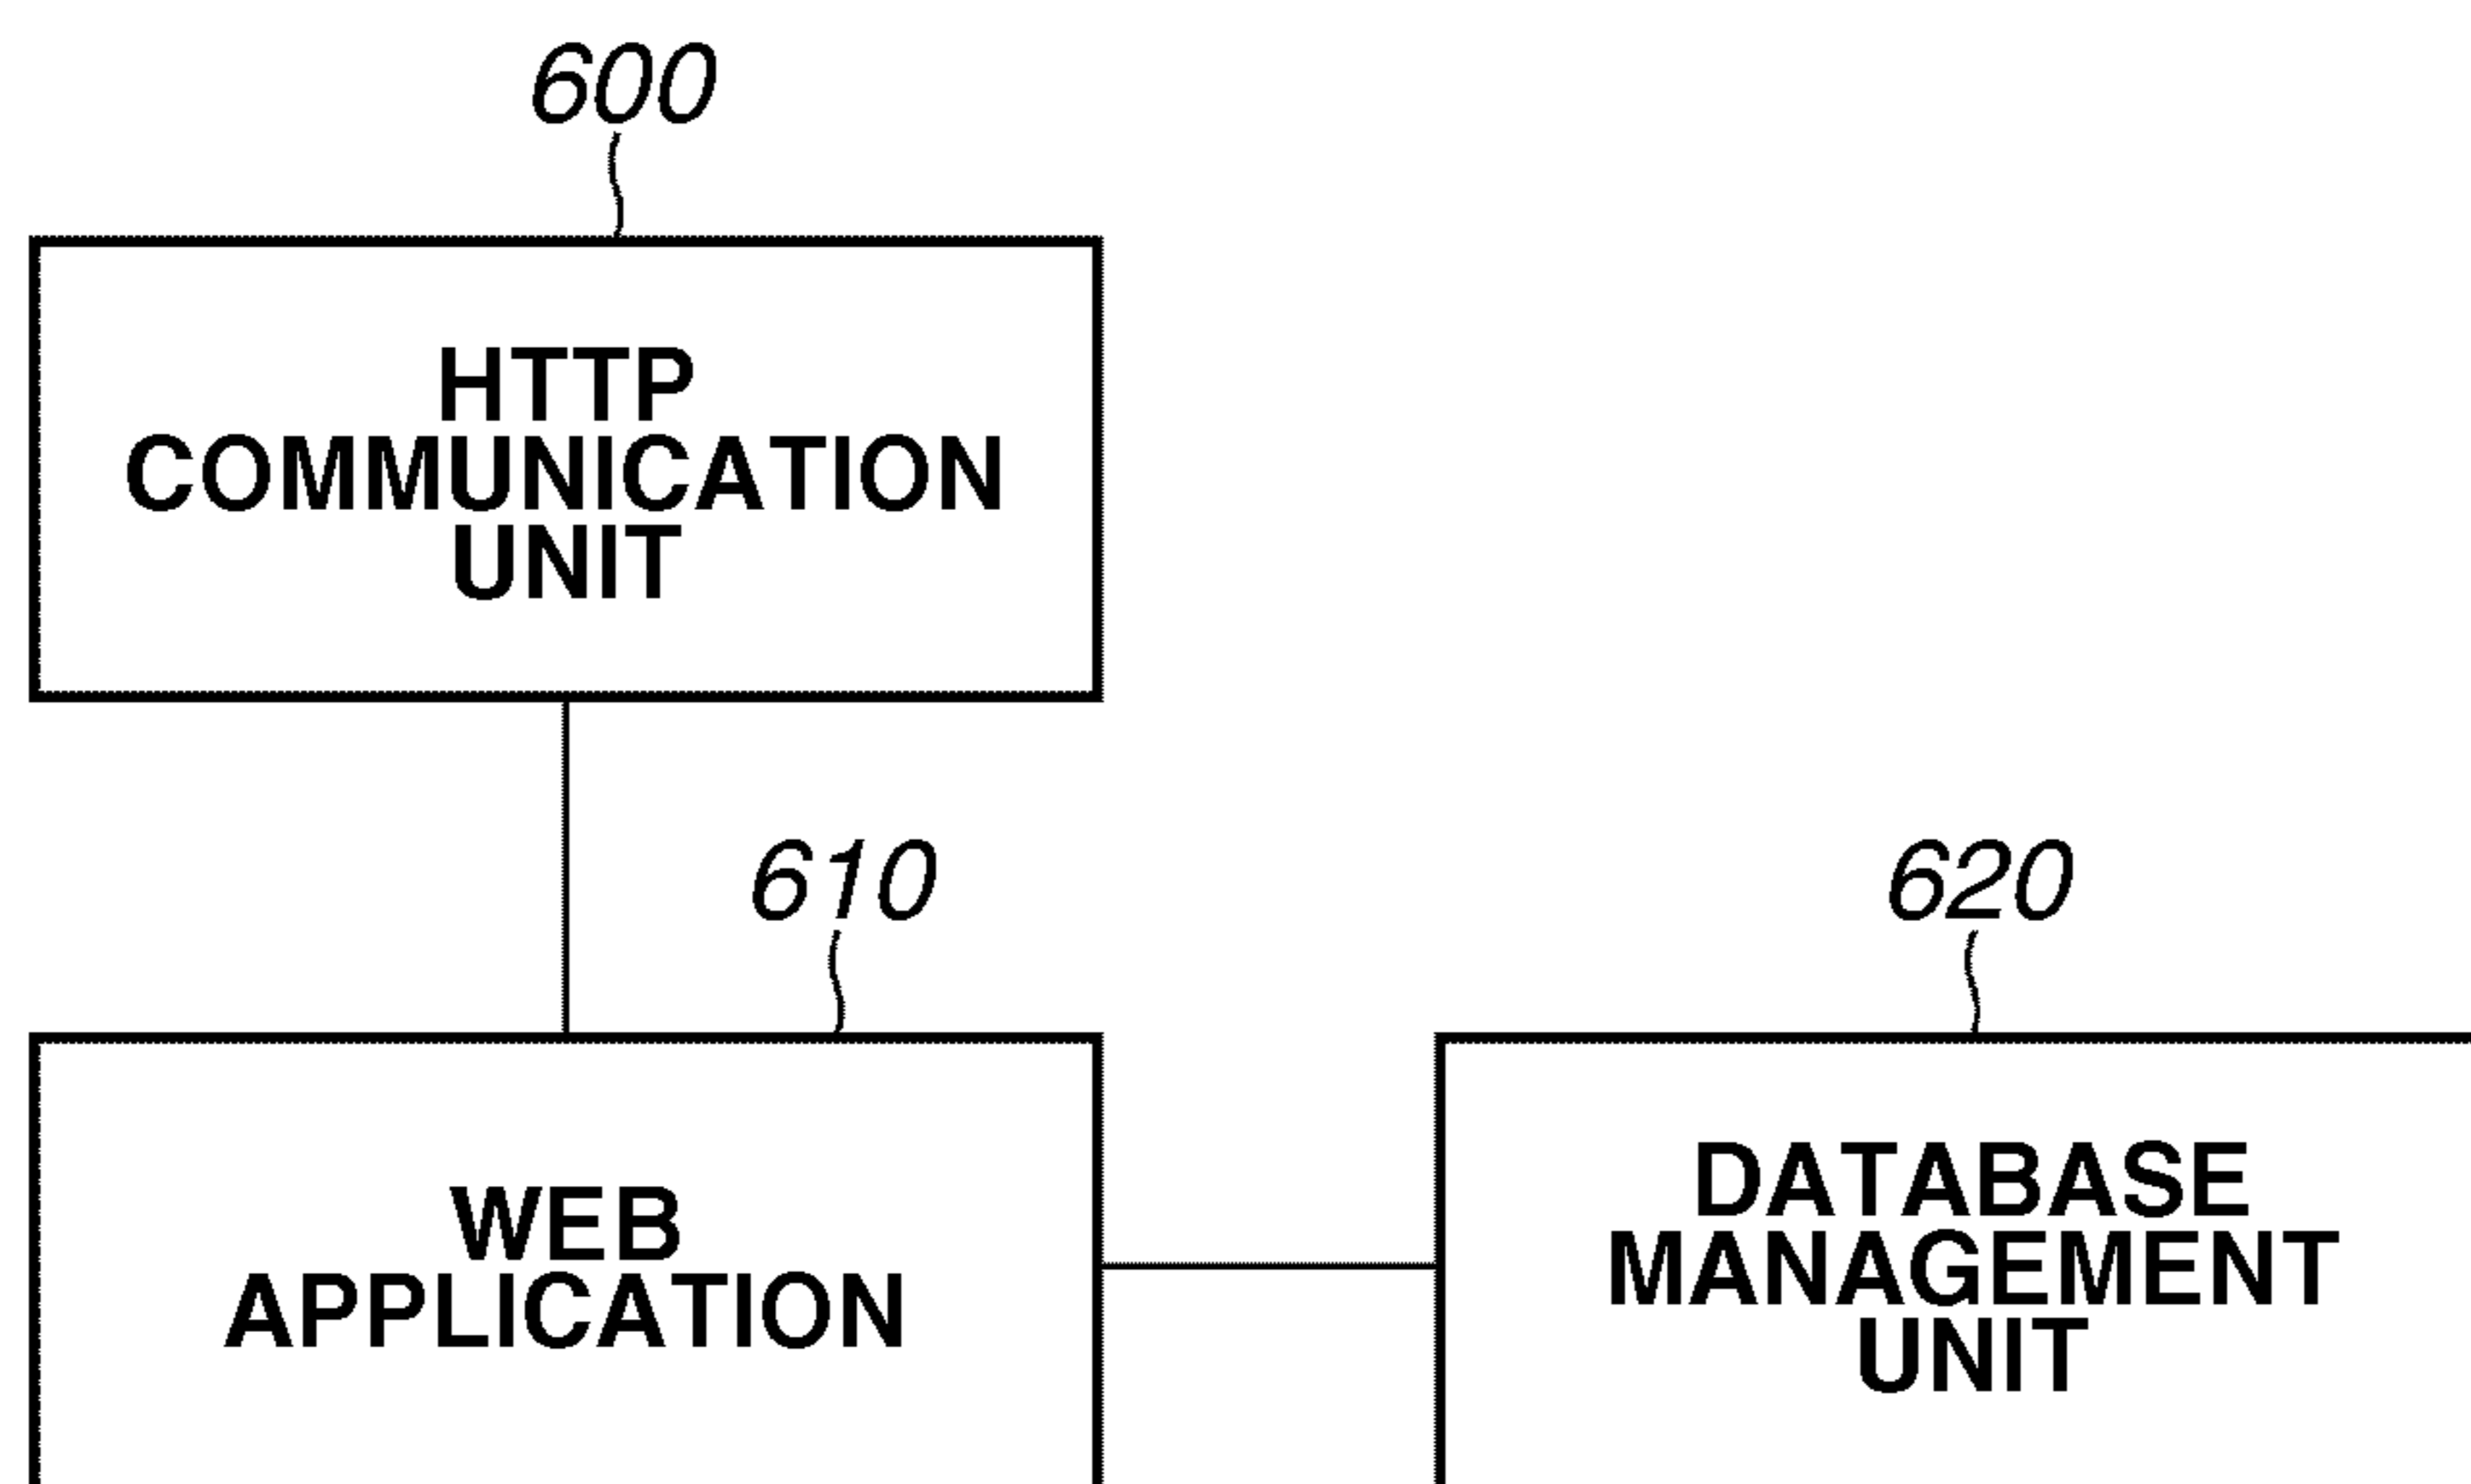 600
HTTP
COMMUNICATION
UNIT
610
620
WEB
APPLICATION
DATABASE
MANAGEMENT
UNIT